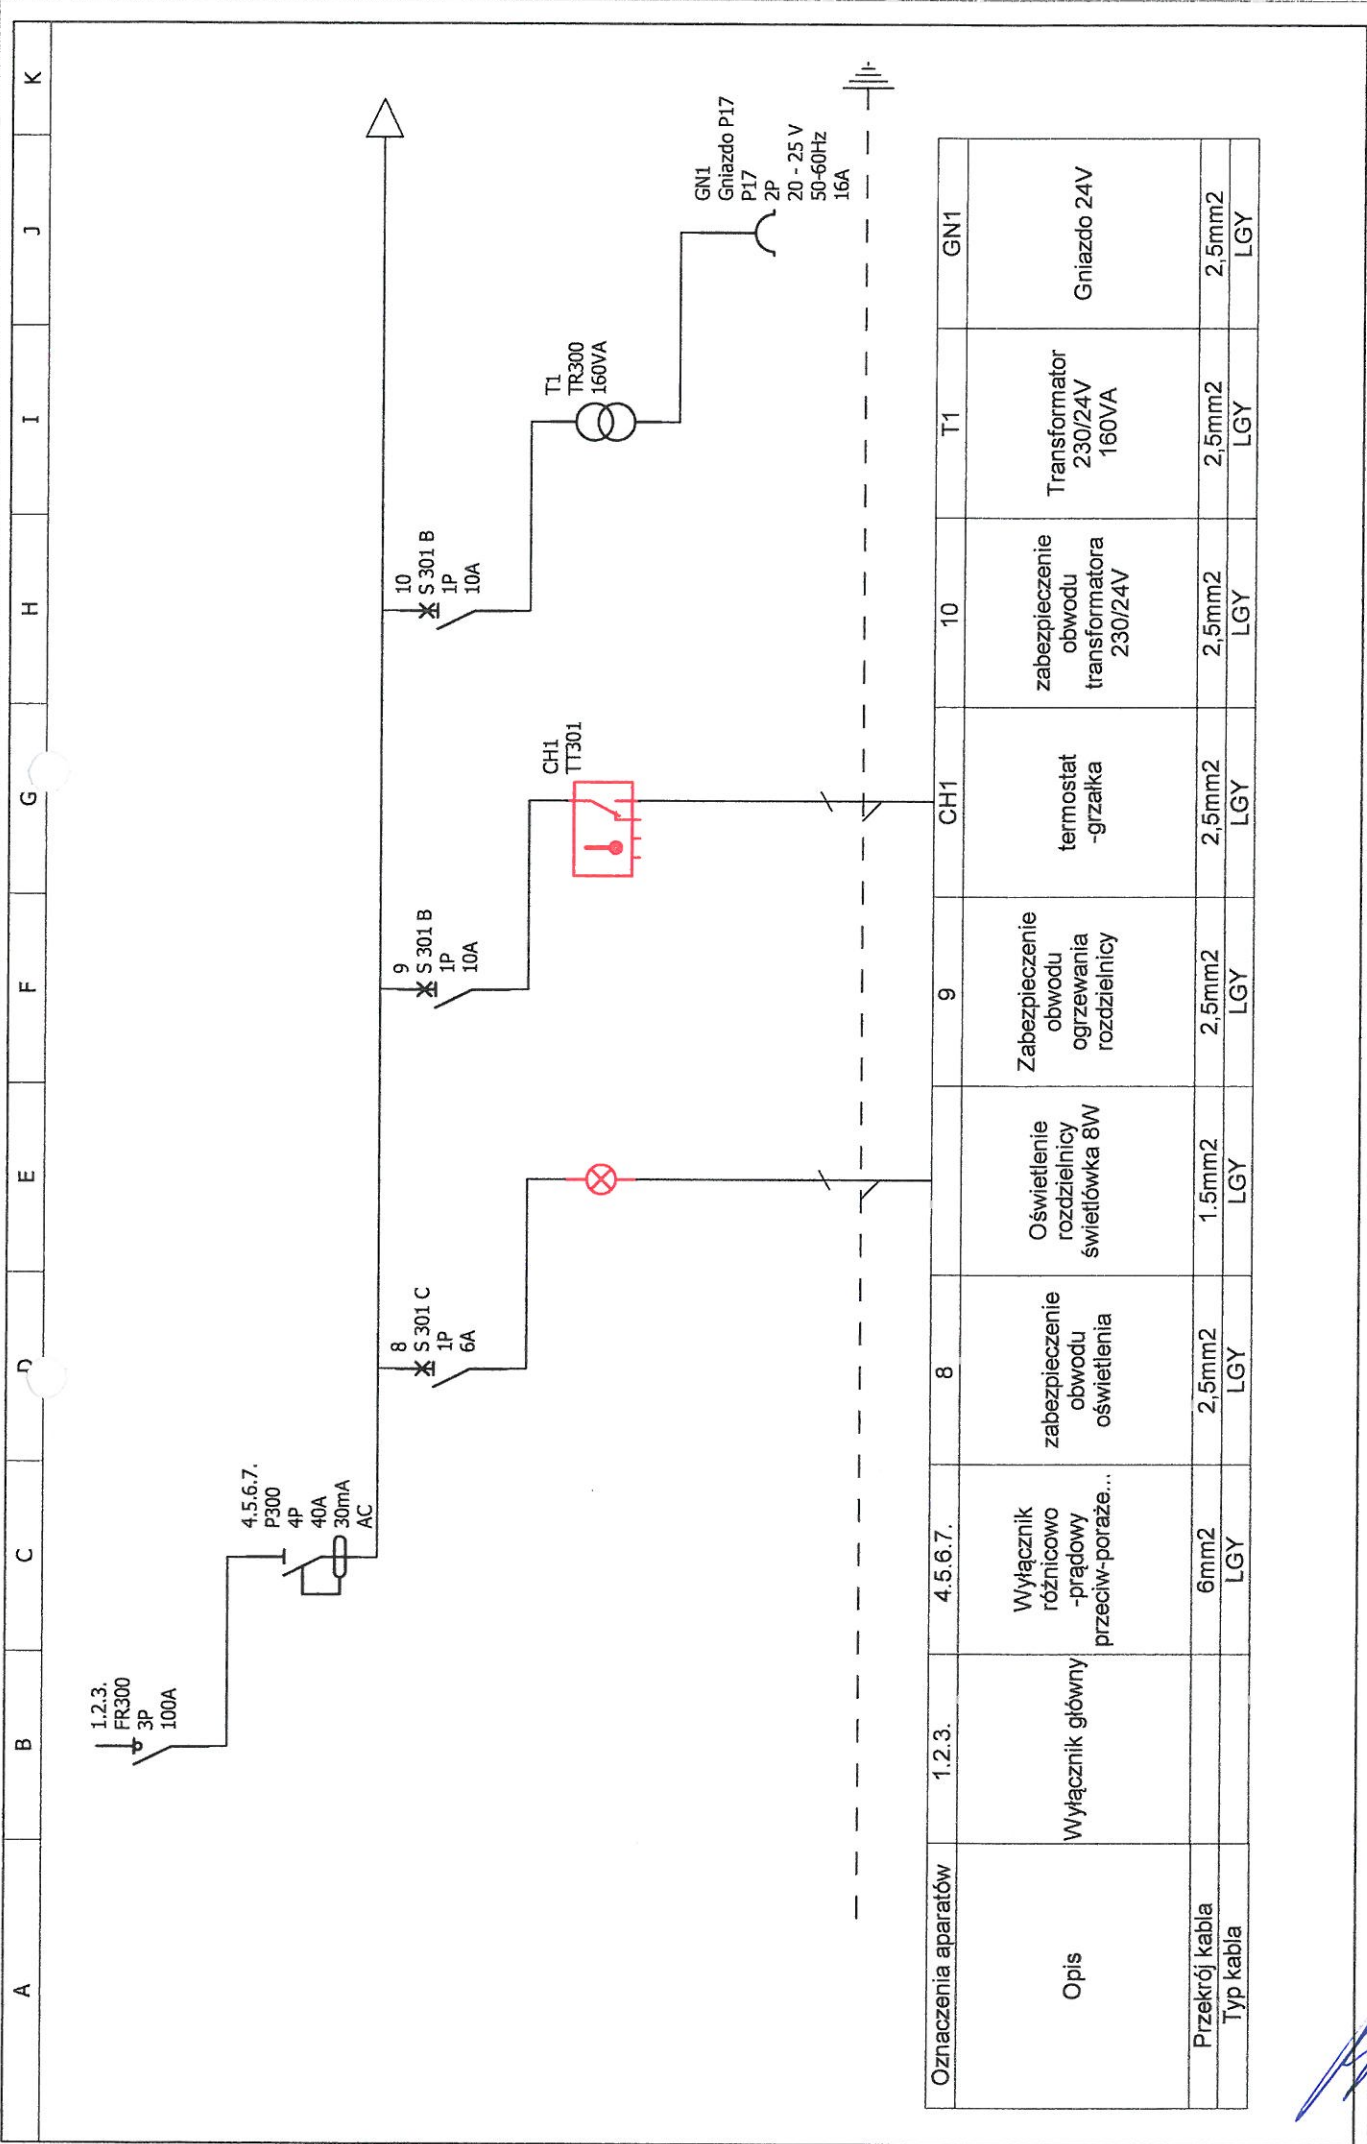 A
B
C
D
E
F
G
H
I
J
K
1.2.3.
FR300
3P
100A
4.5.6.7.
P300
4P
40A
30mA
AC
8
S 301 C
1P
6A
9
S 301 B
1P
10A
CH1
TT301
10
S 301 B
1P
10A
T1
TR300
160VA
GN1
Gniazdo P17
P17
2P
20 - 25 V
50-60Hz
16A
Oznaczenia aparatów
1.2.3.
4.5.6.7.
8
9
CH1
10
T1
GN1
Opis
Wyłącznik główny
Wyłącznik
różnicowo
-prądowy
przeciw-poraże...
zabezpieczenie
obwodu
oświetlenia
Oświetlenie
rozdzielnicy
świetlówka 8W
Zabezpieczenie
obwodu
ogrzewania
rozdzielnicy
termostat
-grzałka
zabezpieczenie
obwodu
transformatora
230/24V
Transformator
230/24V
160VA
Gniazdo 24V
Przekrój kabla
6mm2
2,5mm2
1.5mm2
2,5mm2
2,5mm2
2,5mm2
2,5mm2
2,5mm2
Typ kabla
LGY
LGY
LGY
LGY
LGY
LGY
LGY
LGY